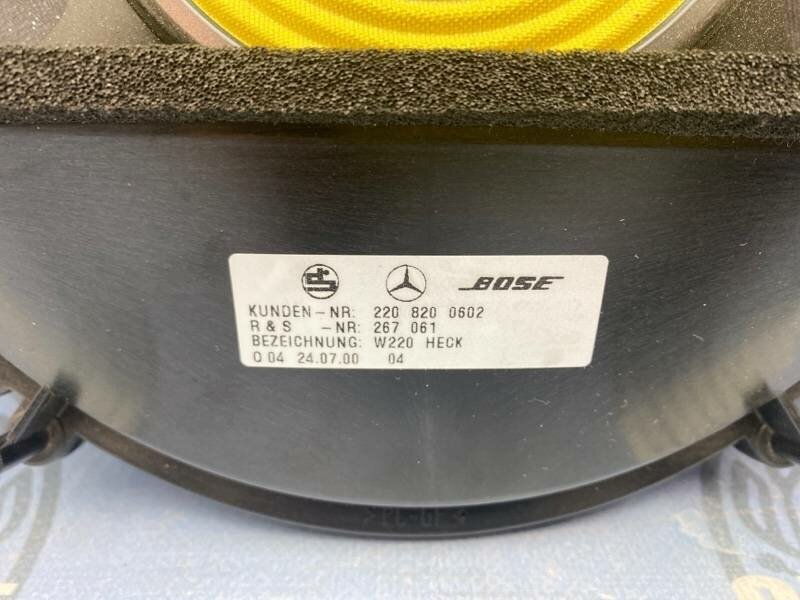 BOSE
KUNDEN-NR: 220 820 0602
R & S -NR: 267 061
BEZEICHNUNG: W220 HECK
Q 04 24.07.00 04